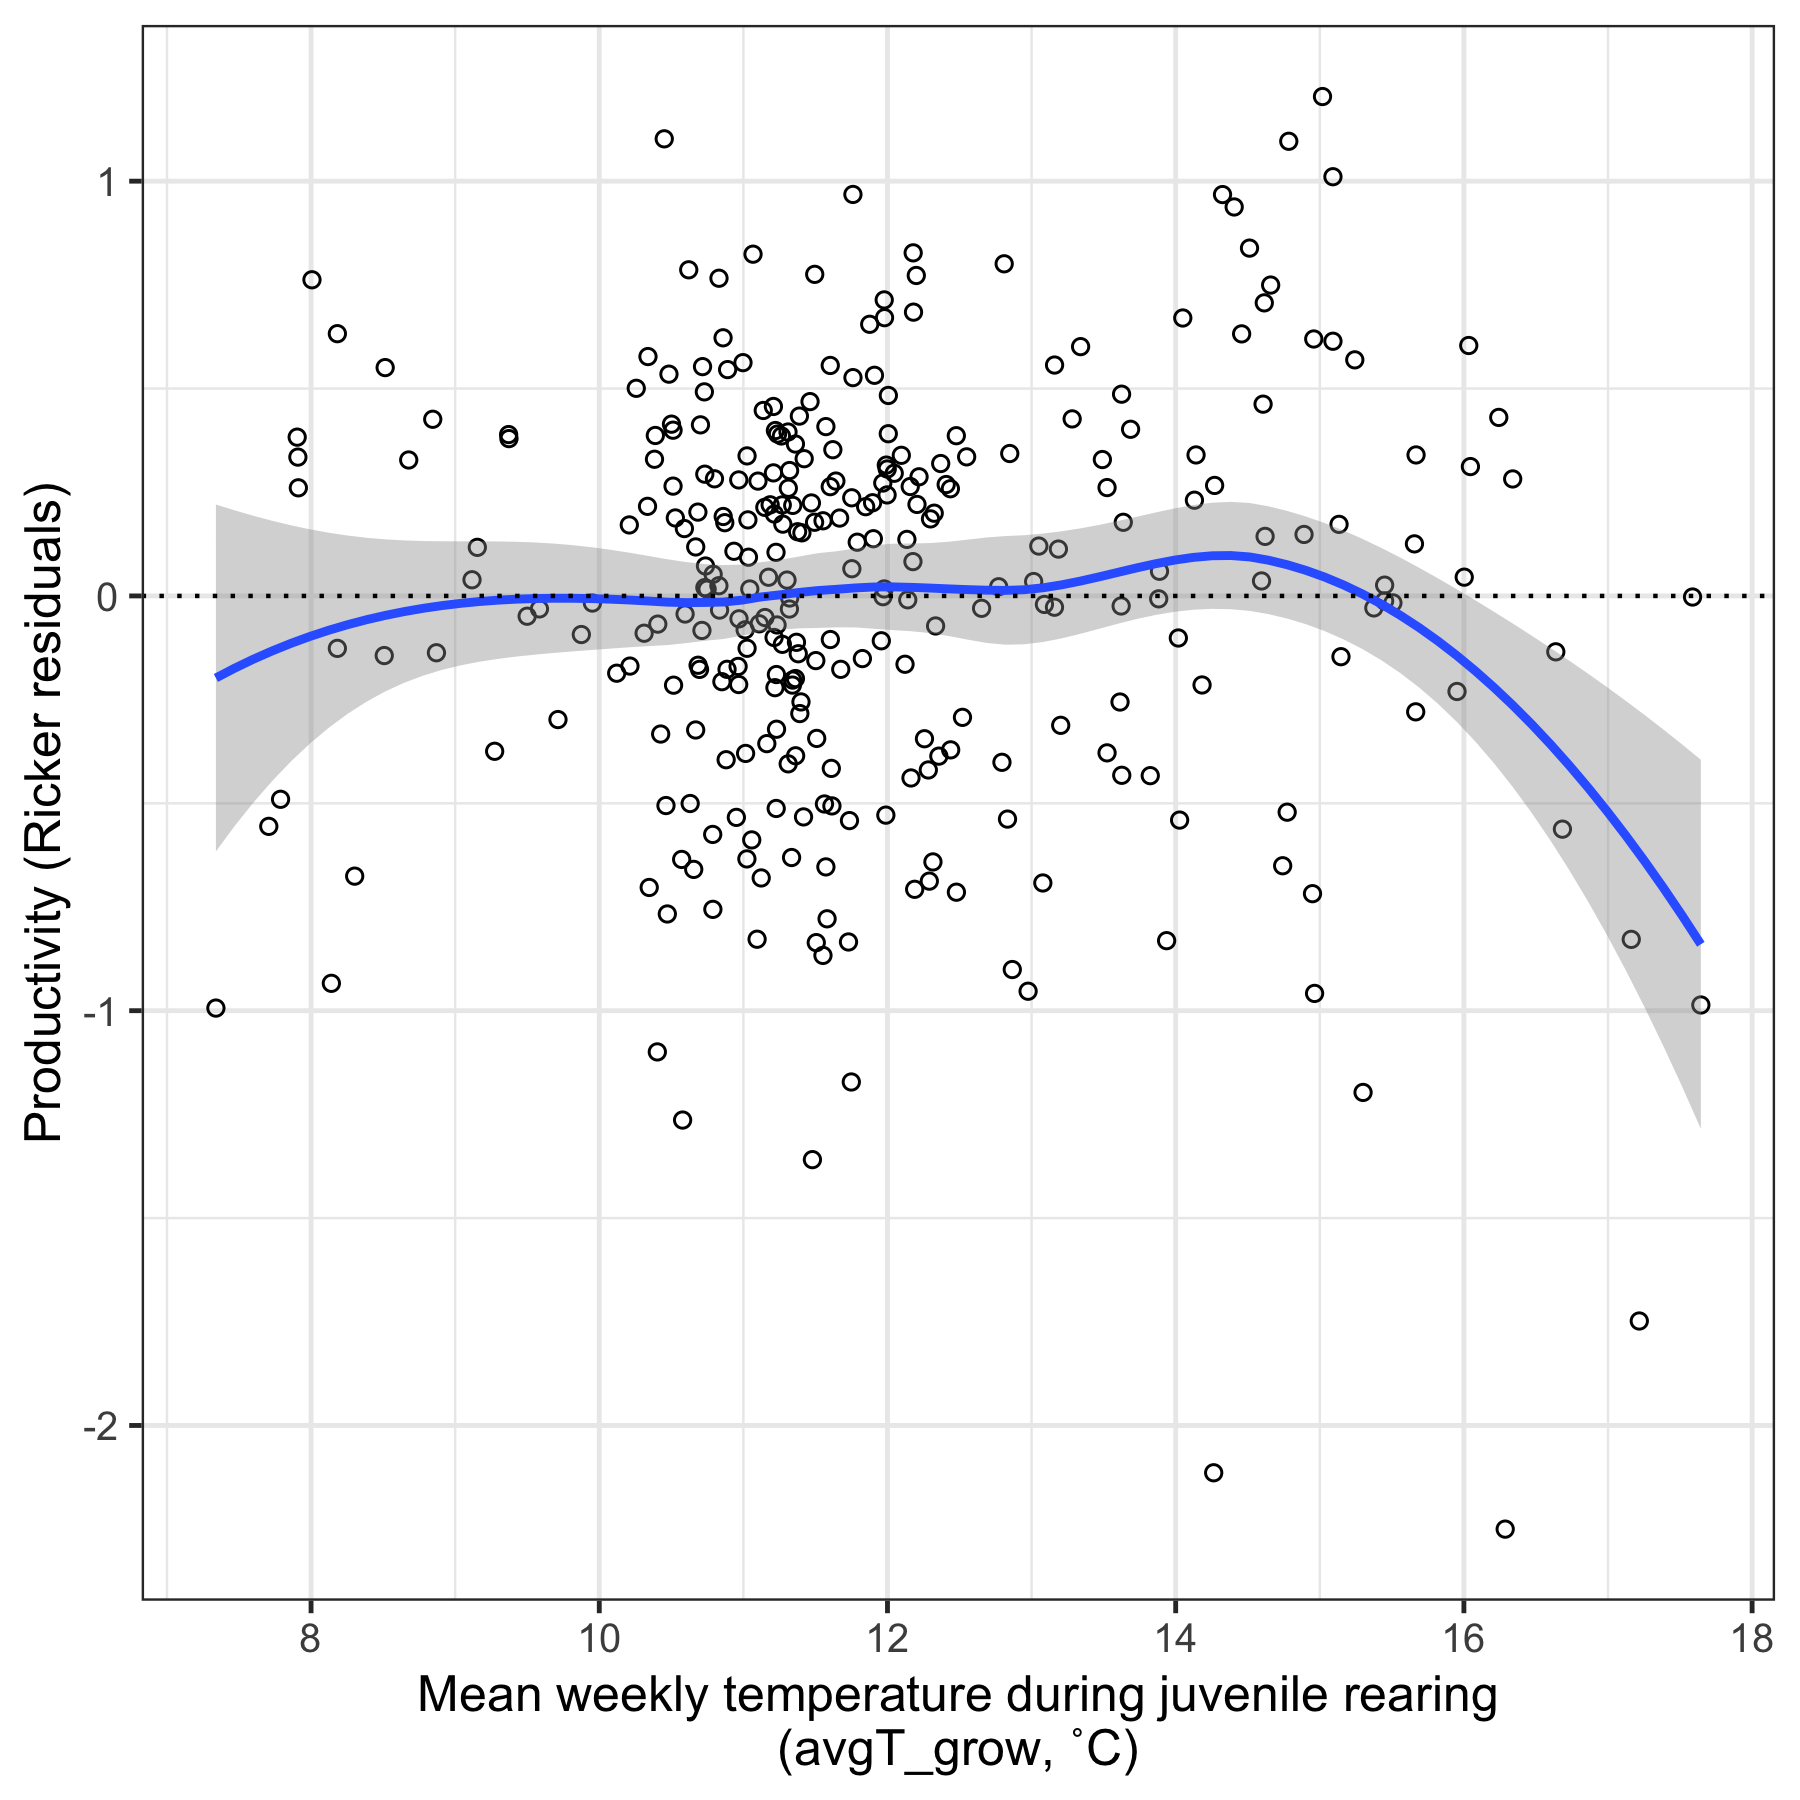 Productivity (Ricker residuals)
1
0
-1
-2
8 10 12 14 16 18
Mean weekly temperature during juvenile rearing
(avgT_grow, ˚C)